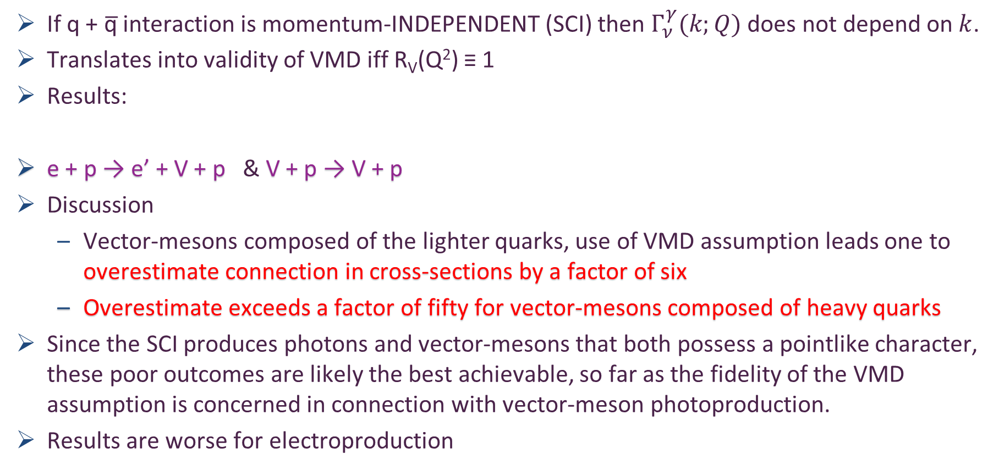 ➢ If q + q̅ interaction is momentum-INDEPENDENT (SCI) then Γ_ν^γ(k; Q) does not depend on k.
➢ Translates into validity of VMD iff R_V(Q²) ≡ 1
➢ Results:
➢ e + p → e’ + V + p & V + p → V + p
➢ Discussion
– Vector-mesons composed of the lighter quarks, use of VMD assumption leads one to
overestimate connection in cross-sections by a factor of six
– Overestimate exceeds a factor of fifty for vector-mesons composed of heavy quarks
➢ Since the SCI produces photons and vector-mesons that both possess a pointlike character,
these poor outcomes are likely the best achievable, so far as the fidelity of the VMD
assumption is concerned in connection with vector-meson photoproduction.
➢ Results are worse for electroproduction